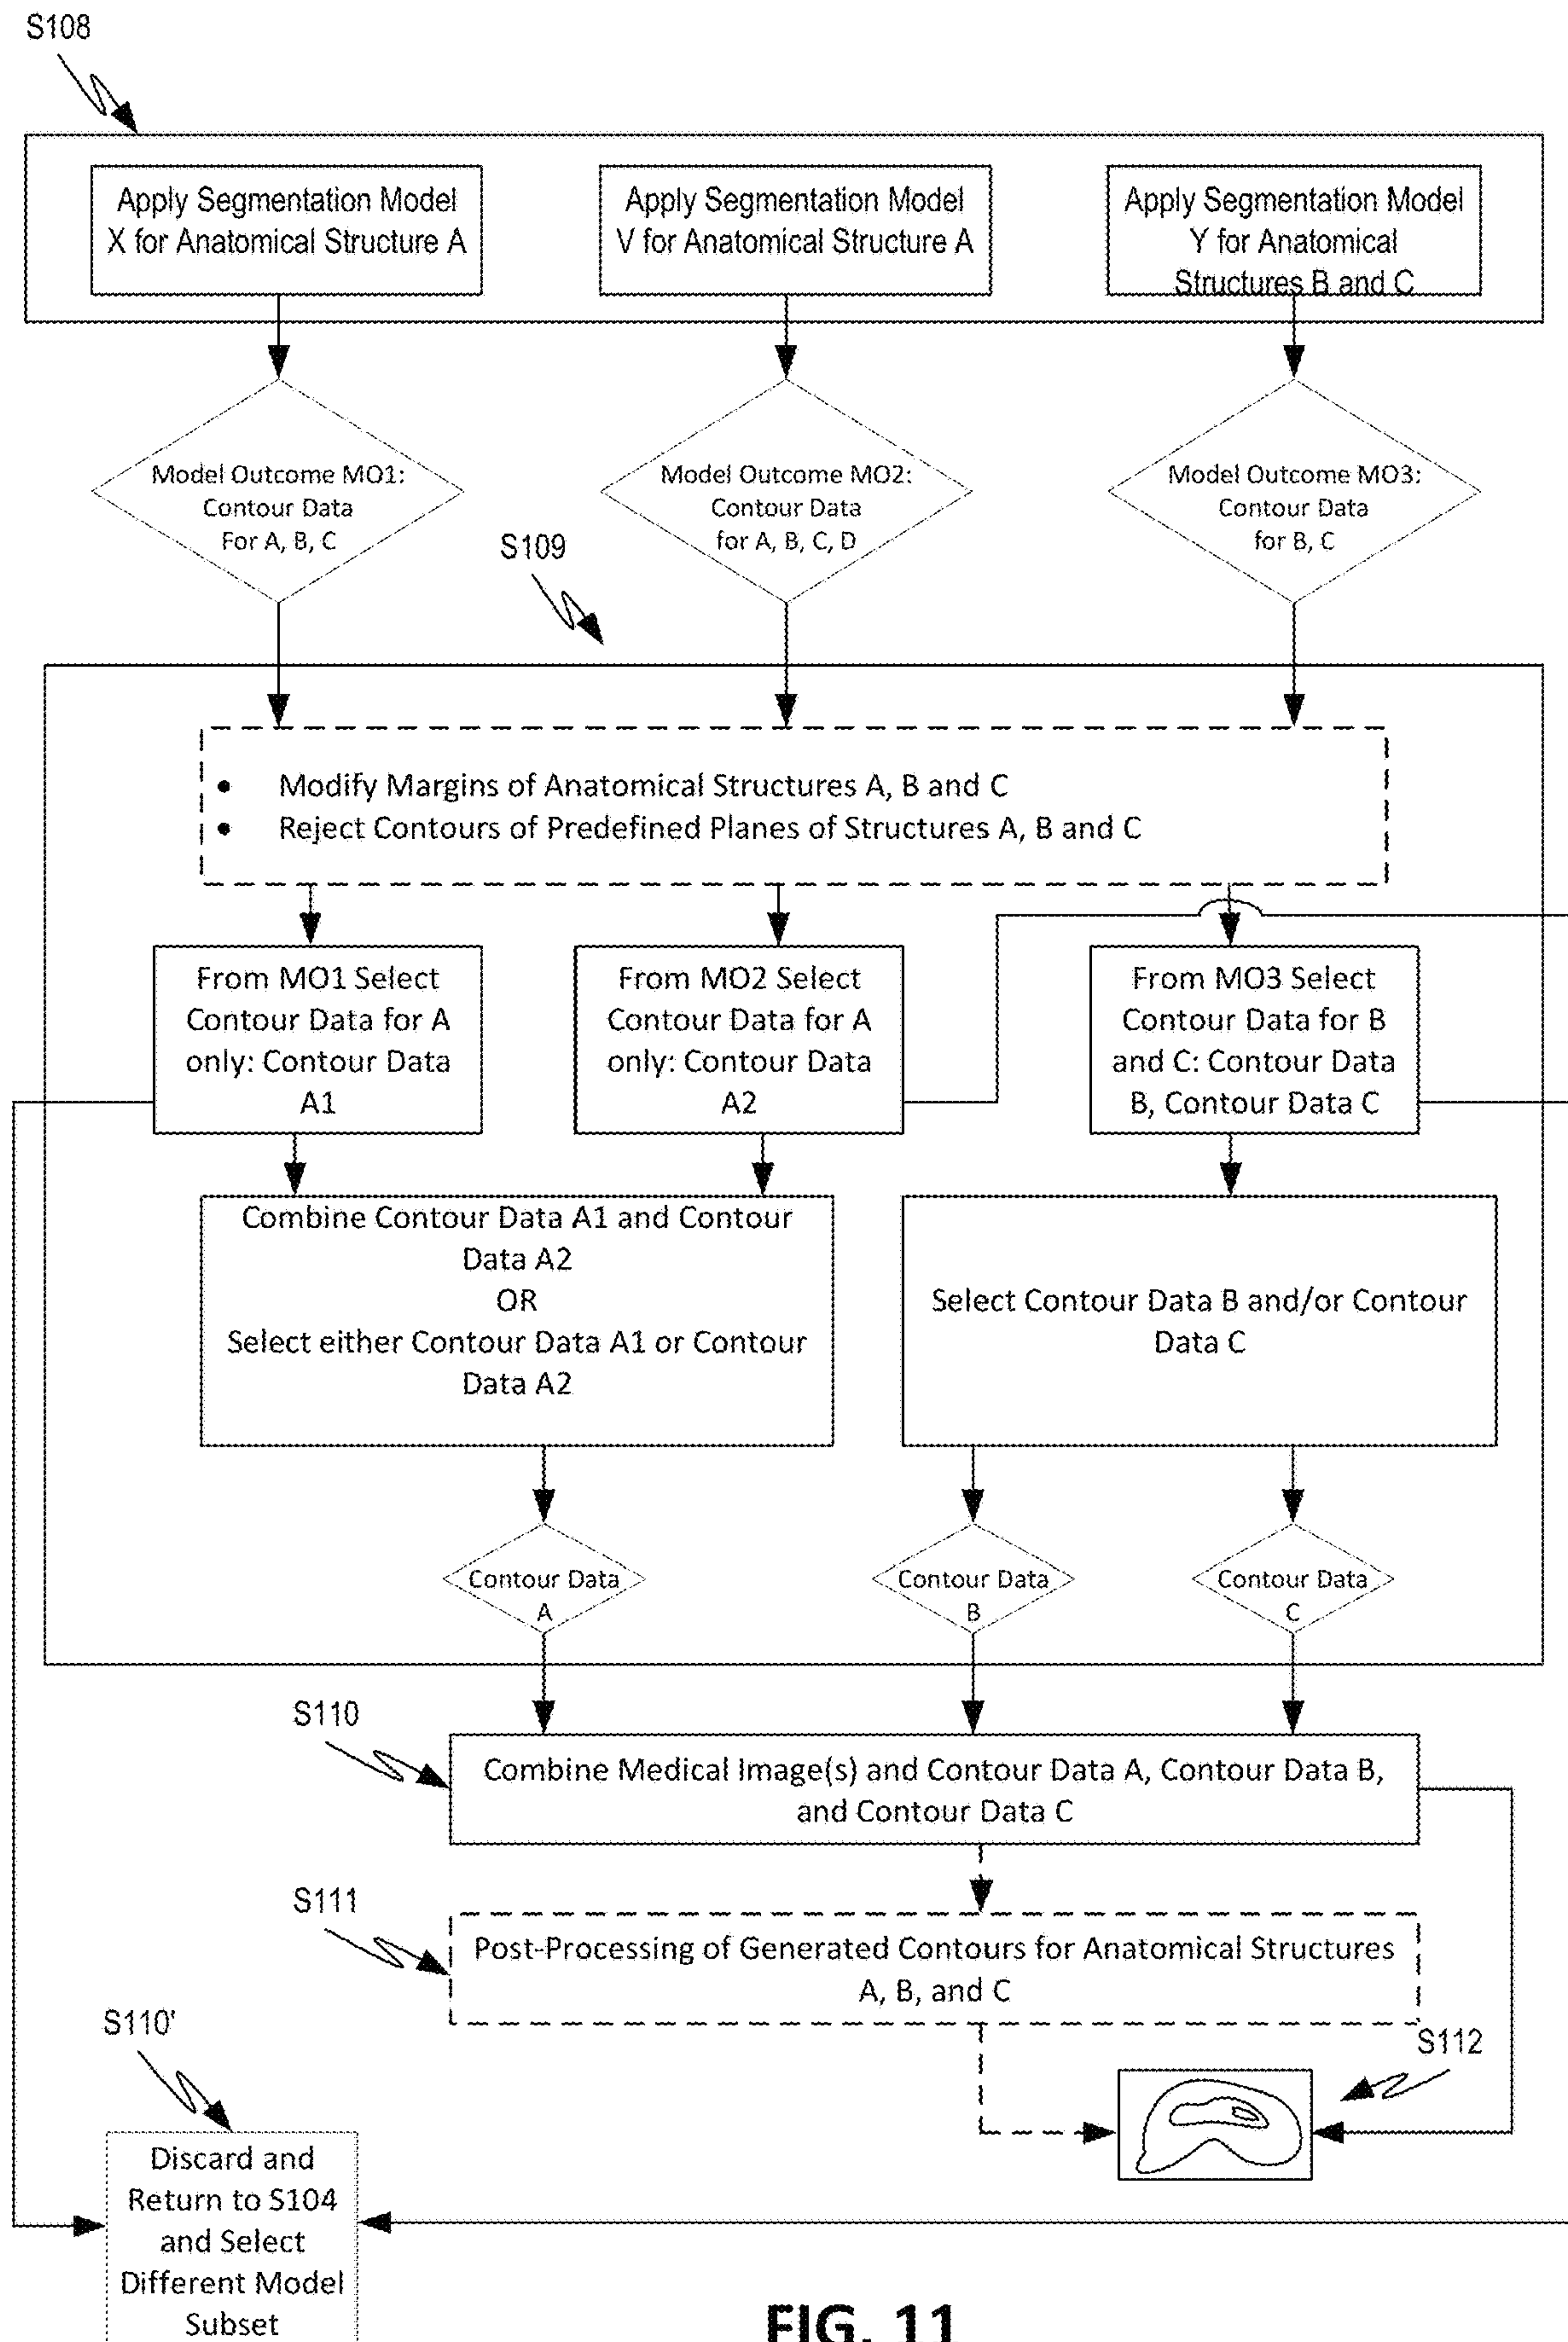 S108
Apply Segmentation Model
X for Anatomical Structure A
Apply Segmentation Model
V for Anatomical Structure A
Apply Segmentation Model
Y for Anatomical
Structures B and C
Model Outcome MO1:
Contour Data
For A, B, C
Model Outcome MO2:
Contour Data
for A, B, C, D
Model Outcome MO3:
Contour Data
for B, C
S109
• Modify Margins of Anatomical Structures A, B and C
• Reject Contours of Predefined Planes of Structures A, B and C
From MO1 Select
Contour Data for A
only: Contour Data
A1
From MO2 Select
Contour Data for A
only: Contour Data
A2
From MO3 Select
Contour Data for B
and C: Contour Data
B, Contour Data C
Combine Contour Data A1 and Contour
Data A2
OR
Select either Contour Data A1 or Contour
Data A2
Select Contour Data B and/or Contour
Data C
Contour Data
A
Contour Data
B
Contour Data
C
S110
Combine Medical Image(s) and Contour Data A, Contour Data B,
and Contour Data C
S111
Post-Processing of Generated Contours for Anatomical Structures
A, B, and C
S110'
S112
Discard and
Return to S104
and Select
Different Model
Subset
FIG. 11